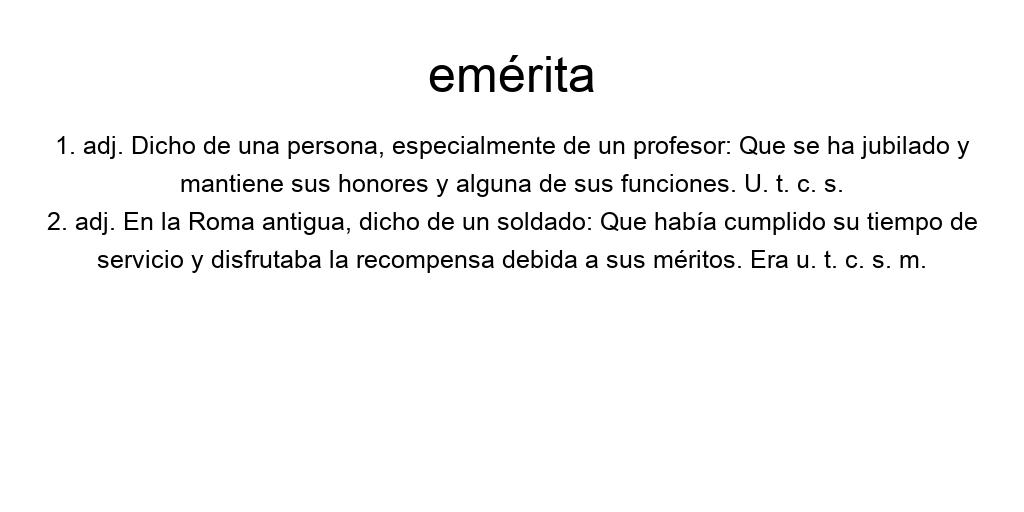 emérita
1. adj. Dicho de una persona, especialmente de un profesor: Que se ha jubilado y
mantiene sus honores y alguna de sus funciones. U. t. c. s.
2. adj. En la Roma antigua, dicho de un soldado: Que había cumplido su tiempo de
servicio y disfrutaba la recompensa debida a sus méritos. Era u. t. c. s. m.